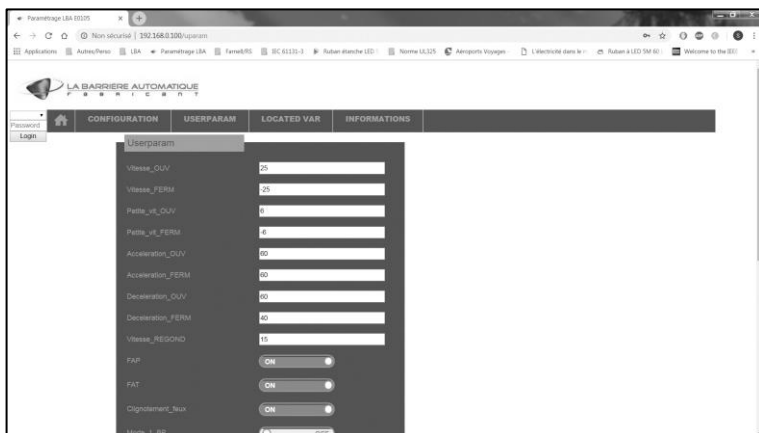 Paramétrage LBA E0105
Non sécurisé | 192.168.0.100/uparam
Applications Autres/Perso LBA Paramétrage LBA Farnell/RS IEC 61131-3 Ruban étanche LED Norme UL325 Aéroports Voyages L'électricité dans le Ruban à LED 5M 60 Welcome to the IEE
LA BARRIÈRE AUTOMATIQUE
FABRICANT
Password
Login
CONFIGURATION USERPARAM LOCATED VAR INFORMATIONS
Userparam
Vitesse_OUV 25
Vitesse_FERM -25
Petite_vit_OUV 6
Petite_vit_FERM -6
Acceleration_OUV 60
Acceleration_FERM 60
Deceleration_OUV 60
Deceleration_FERM 40
Vitesse_REGOND 15
FAP ON
FAT ON
Clignotement_feux ON